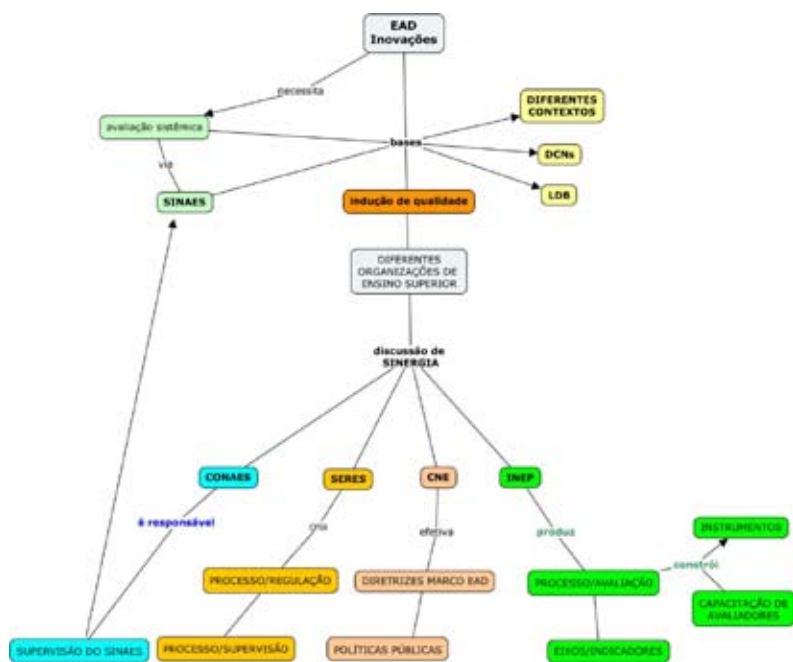 EAD
Inovações
necessita
DIFERENTES
CONTEXTOS
avaliação sistêmica
bases
DCNs
via
LDB
SINAES
indução de qualidade
DIFERENTES
ORGANIZAÇÕES DE
ENSINO SUPERIOR
discussão de
SINERGIA
CONAES
SERES
CNE
INEP
é responsável
cria
efetiva
produz
INSTRUMENTOS
constrói
PROCESSO/REGULAÇÃO
DIRETRIZES MARCO EAD
PROCESSO/AVALIAÇÃO
CAPACITAÇÃO DE
AVALIADORES
SUPERVISÃO DO SINAES
PROCESSO/SUPERVISÃO
POLÍTICAS PÚBLICAS
EIXOS/INDICADORES